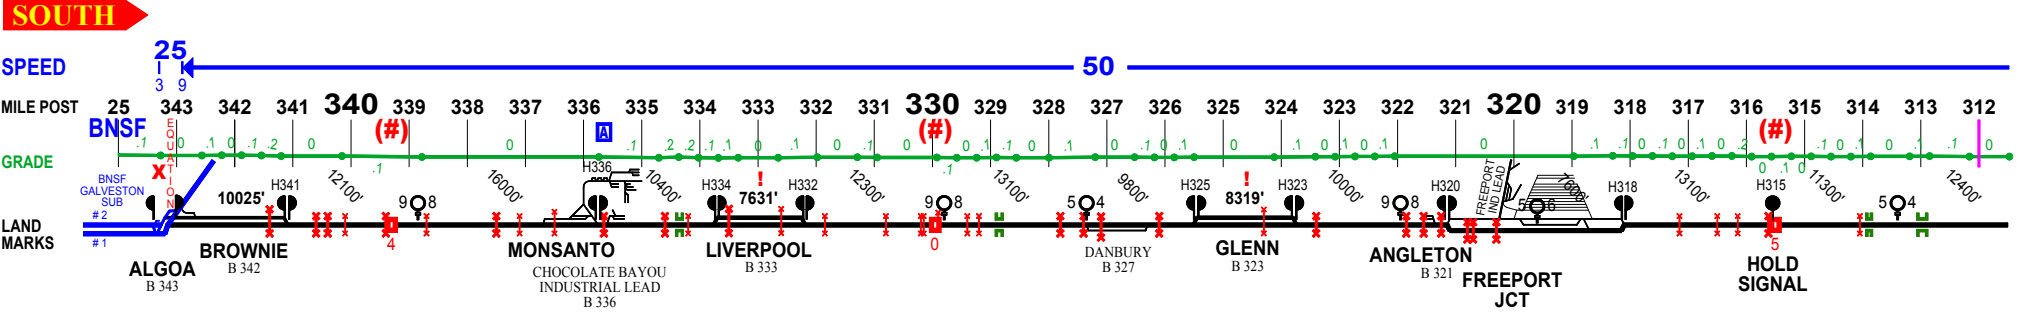 SOUTH
25
SPEED 50
3 9
MILE POST 25 343 342 341 340 339 338 337 336 335 334 333 332 331 330 329 328 327 326 325 324 323 322 321 320 319 318 317 316 315 314 313 312
BNSF (#) A (#) (#)
EQUATION
.1 0 .1 0 .1 .2 0 .1 0 0 .1 .2 .2 .1 .1 0 .1 0 .1 0 .1 0 .1 .1 0 .1 0 .1 .1 0 .1 0 .1 0 .1 0 .1 0 .1 0 .1 .2 0 .1 0 .1 0 .1 0 .1 0
GRADE
X
BNSF
GALVESTON
SUB
# 2
# 1
10025' H341 12100' 9 8 16000' H336 10400' H334 ! 7631' H332 12300' 9 8 13100' 5 4 9800' H325 ! 8319' H323 10000' 9 8 H320 FREEPORT IND LEAD 5 6 7600' H318 13100' H315 11300' 5 4 12400'
LAND
MARKS
4 0 5
ALGOA
B 343
BROWNIE
B 342
MONSANTO
CHOCOLATE BAYOU
INDUSTRIAL LEAD
B 336
LIVERPOOL
B 333
DANBURY
B 327
GLENN
B 323
ANGLETON
B 321
FREEPORT
JCT
HOLD
SIGNAL